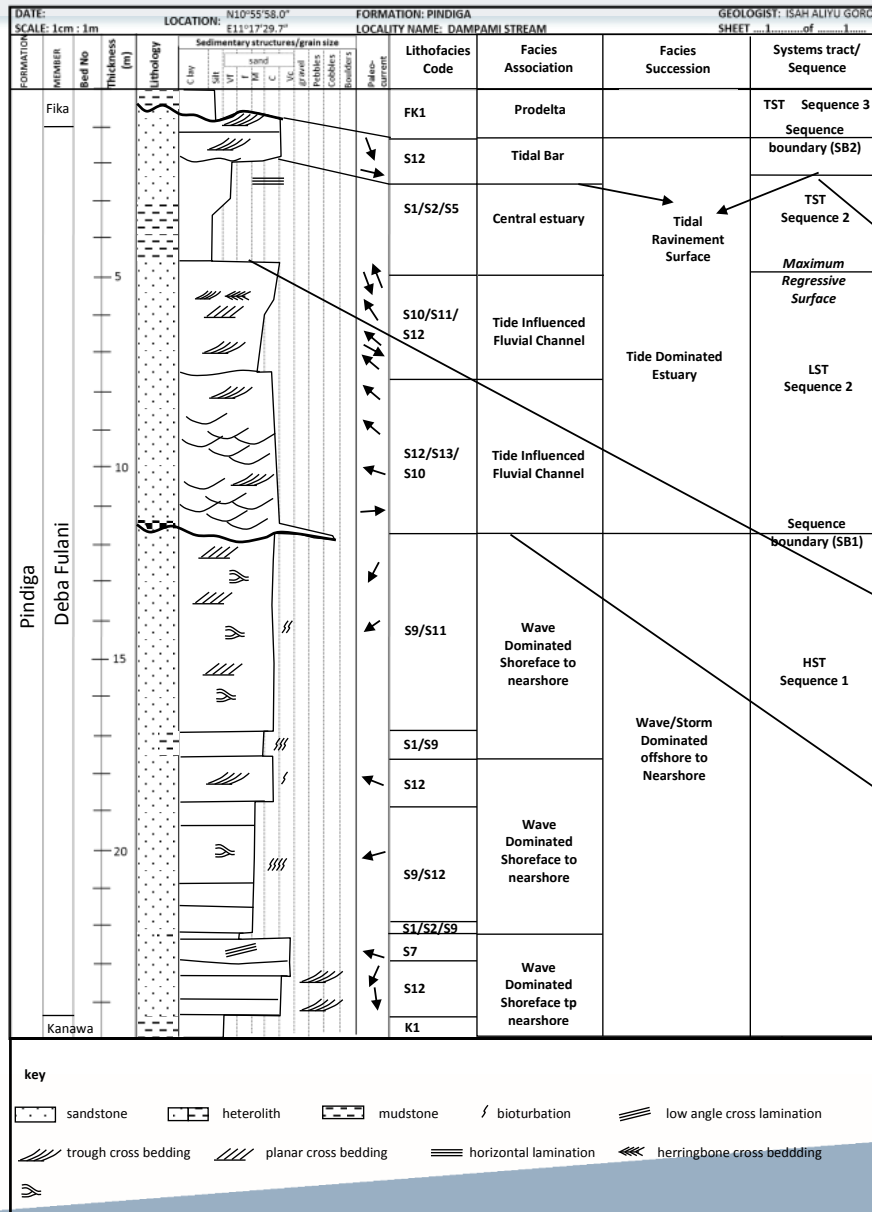 DATE:
SCALE: 1cm : 1m
LOCATION:
N10°55'58.0"
E11°17'29.7"
FORMATION: PINDIGA
LOCALITY NAME: DAMPAMI STREAM
GEOLOGIST: ISAH ALIYU GORO
SHEET ...1.........of ........1.....
FORMATION
MEMBER
Bed No
Thickness (m)
Lithology
Sedimentary structures/grain size
sand
gravel
Clay
Silt
Vf
f
M
C
Vc
Pebbles
Cobbles
Boulders
Paleo-current
Lithofacies
Code
Facies
Association
Facies
Succession
Systems tract/
Sequence
Fika
FK1
Prodelta
TST Sequence 3
Sequence
boundary (SB2)
S12
Tidal Bar
S1/S2/S5
Central estuary
Tidal
Ravinement
Surface
TST
Sequence 2
Maximum
Regressive
Surface
5
S10/S11/
S12
Tide Influenced
Fluvial Channel
Tide Dominated
Estuary
LST
Sequence 2
10
S12/S13/
S10
Tide Influenced
Fluvial Channel
Sequence
boundary (SB1)
Pindiga
Deba Fulani
S9/S11
Wave
Dominated
Shoreface to
nearshore
15
HST
Sequence 1
S1/S9
Wave/Storm
Dominated
offshore to
Nearshore
S12
Wave
Dominated
Shoreface to
nearshore
20
S9/S12
S1/S2/S9
S7
S12
Wave
Dominated
Shoreface tp
nearshore
Kanawa
K1
key
sandstone
heterolith
mudstone
bioturbation
low angle cross lamination
trough cross bedding
planar cross bedding
horizontal lamination
herringbone cross beddding